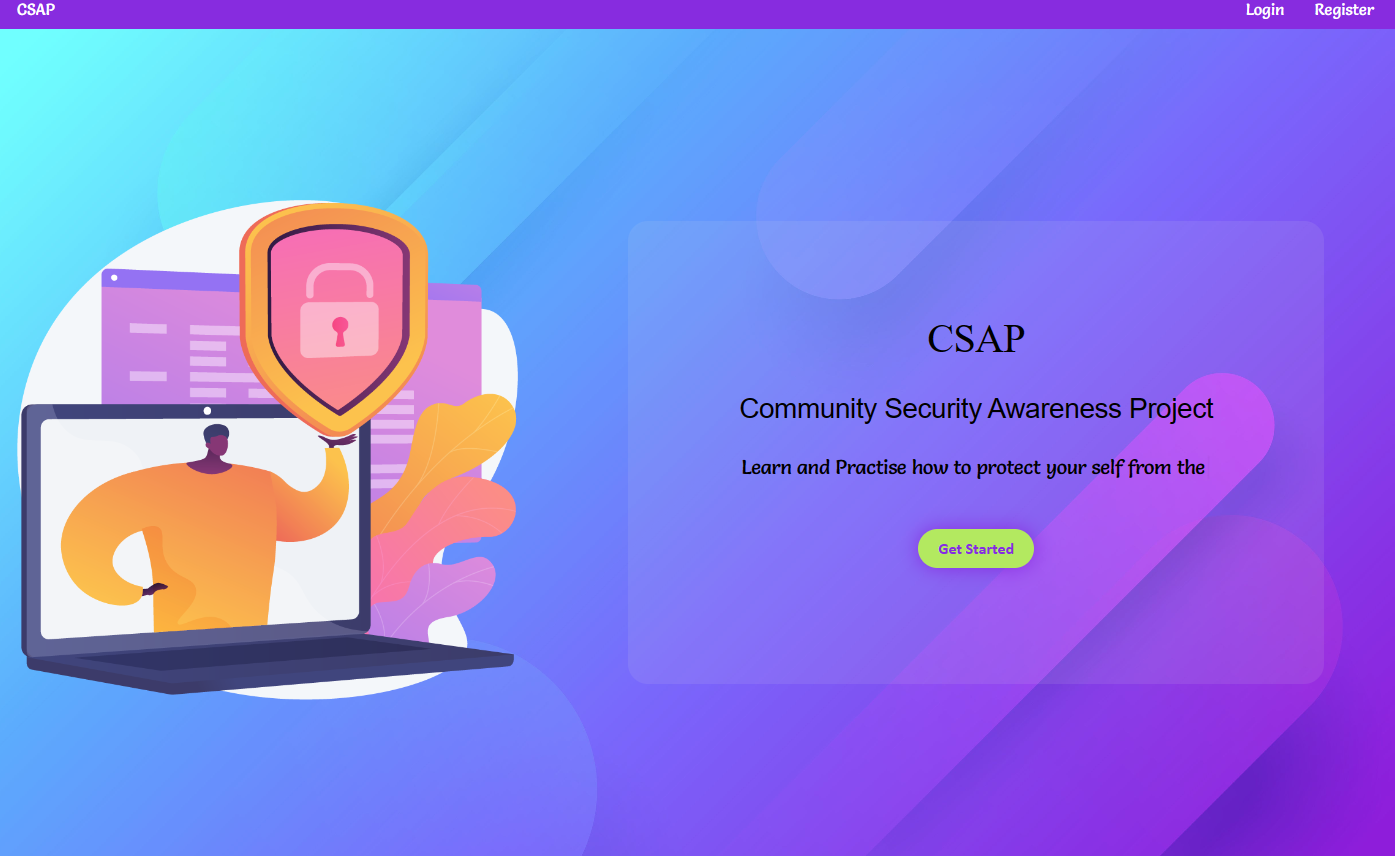 CSAP
Login
Register
CSAP
Community Security Awareness Project
Learn and Practise how to protect your self from the
Get Started